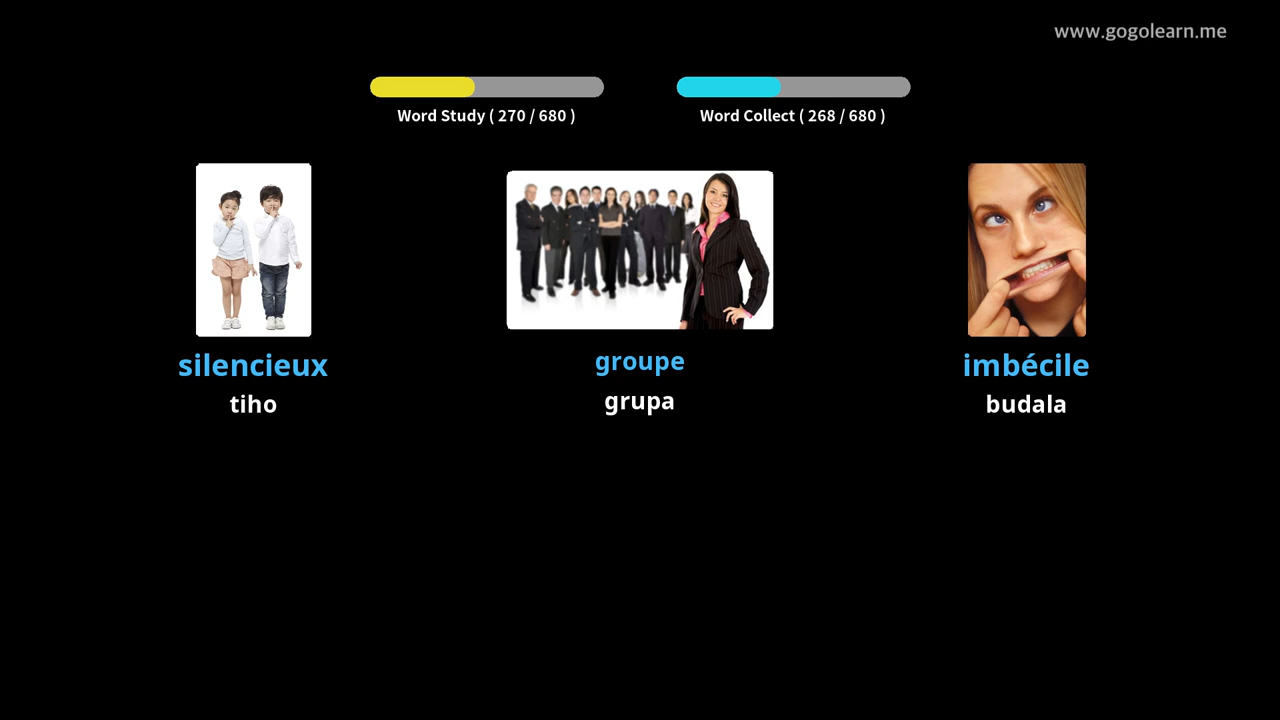 www.gogolearn.me
Word Study ( 270 / 680 )
Word Collect ( 268 / 680 )
silencieux
tiho
groupe
grupa
imbécile
budala